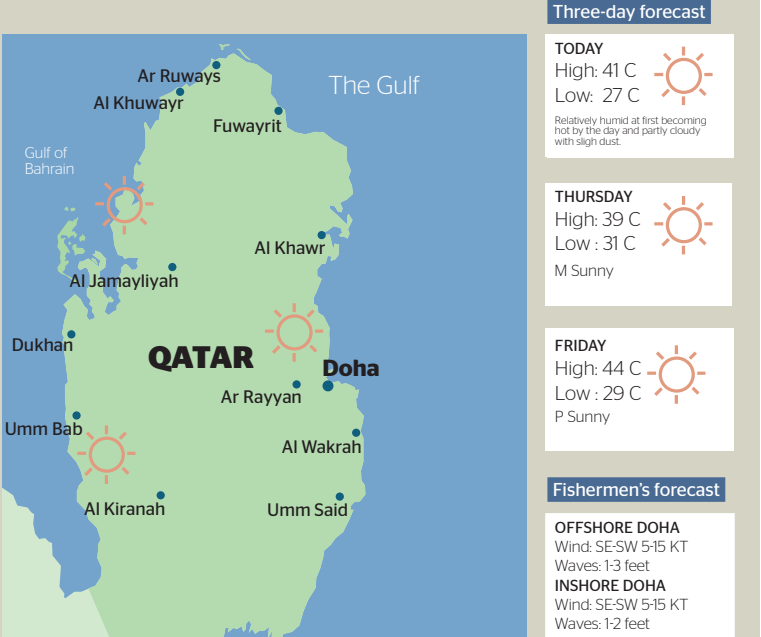 Three-day forecast
The Gulf
Ar Ruways
Al Khuwayr
Fuwayrit
Gulf of
Bahrain
Al Khawr
Al Jamayliyah
Dukhan
QATAR
Doha
Ar Rayyan
Umm Bab
Al Wakrah
Al Kiranah
Umm Said
TODAY
High: 41 C
Low: 27 C
Relatively humid at first becoming
hot by the day and partly cloudy
with sligh dust.
THURSDAY
High: 39 C
Low : 31 C
M Sunny
FRIDAY
High: 44 C
Low : 29 C
P Sunny
Fishermen's forecast
OFFSHORE DOHA
Wind: SE-SW 5-15 KT
Waves: 1-3 feet
INSHORE DOHA
Wind: SE-SW 5-15 KT
Waves: 1-2 feet